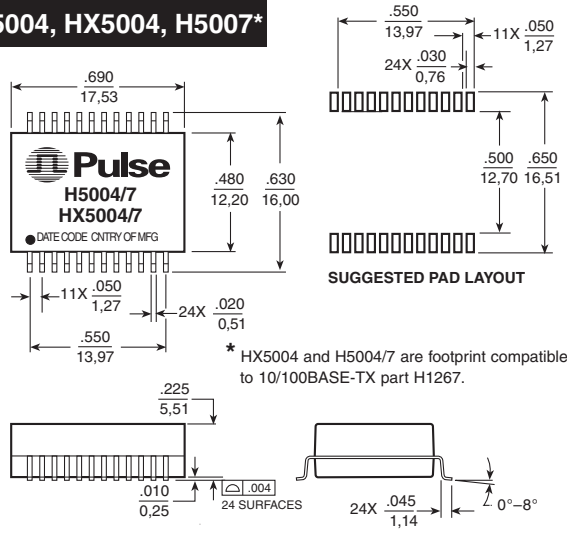 5004, HX5004, H5007*
.690
17,53
Pulse
H5004/7
HX5004/7
DATE CODE CNTRY OF MFG
.480
12,20
.630
16,00
11X .050
1,27
24X .020
0,51
.550
13,97
.550
13,97
11X .050
1,27
24X .030
0,76
.500
12,70
.650
16,51
SUGGESTED PAD LAYOUT
* HX5004 and H5004/7 are footprint compatible
to 10/100BASE-TX part H1267.
.225
5,51
.010
0,25
.004
24 SURFACES
24X .045
1,14
0°–8°